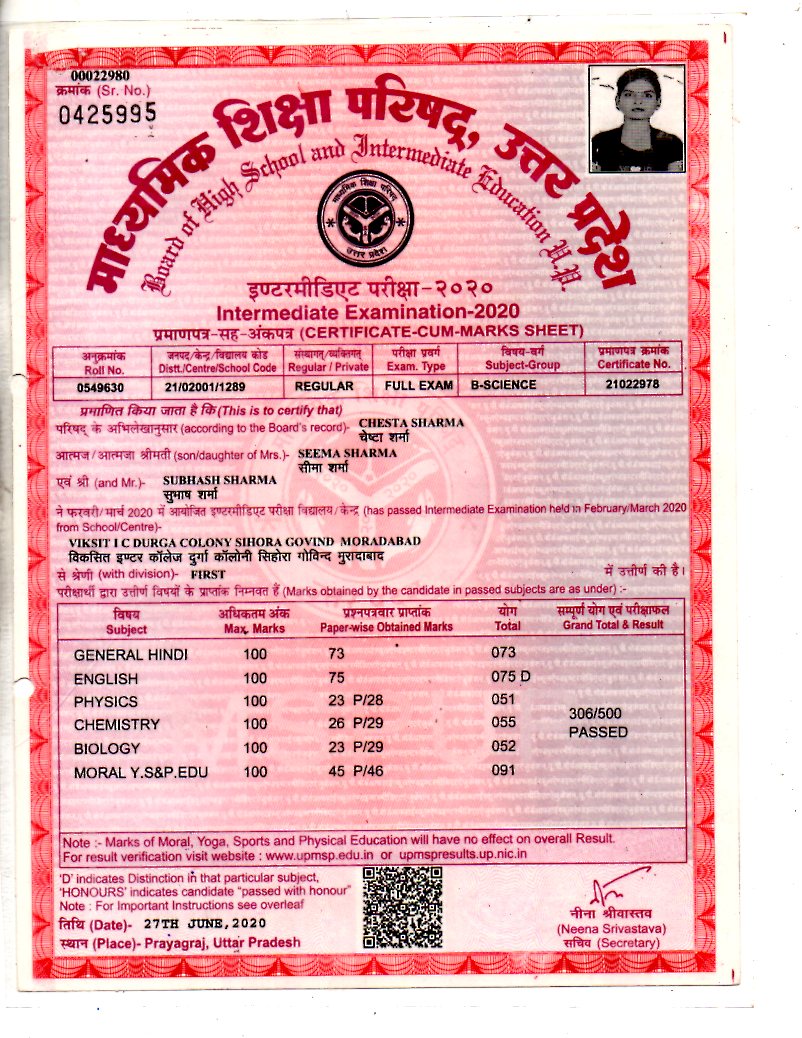 00022980
क्रमांक (Sr. No.)
0425995
माध्यमिक शिक्षा परिषद, उत्तर प्रदेश
Board of High School and Intermediate Education U.P.
माध्यमिक शिक्षा परिषद
उत्तर प्रदेश
इण्टरमीडिएट परीक्षा-२०२०
Intermediate Examination-2020
प्रमाणपत्र-सह-अंकपत्र (CERTIFICATE-CUM-MARKS SHEET)
अनुक्रमांक जनपद/केन्द्र/विद्यालय कोड संस्थागत/व्यक्तिगत परीक्षा प्रवर्ग विषय-वर्ग प्रमाणपत्र क्रमांक
Roll No. Distt./Centre/School Code Regular / Private Exam. Type Subject-Group Certificate No.
0549630 21/02001/1289 REGULAR FULL EXAM B-SCIENCE 21022978
प्रमाणित किया जाता है कि (This is to certify that)
परिषद के अभिलेखानुसार (according to the Board's record)- CHESTA SHARMA
चेष्टा शर्मा
आत्मज/आत्मजा श्रीमती (son/daughter of Mrs.)- SEEMA SHARMA
सीमा शर्मा
एवं श्री (and Mr.)- SUBHASH SHARMA
सुभाष शर्मा
ने फरवरी/मार्च 2020 में आयोजित इण्टरमीडिएट परीक्षा विद्यालय/केन्द्र (has passed Intermediate Examination held in February/March 2020
from School/Centre)-
VIKSIT I C DURGA COLONY SIHORA GOVIND MORADABAD
विकसित इण्टर कॉलेज दुर्गा कॉलोनी सिहोरा गोविन्द मुरादाबाद
से श्रेणी (with division)- FIRST में उत्तीर्ण की है।
परीक्षार्थी द्वारा उत्तीर्ण विषयों के प्राप्तांक निम्नवत हैं (Marks obtained by the candidate in passed subjects are as under) :-
विषय अधिकतम अंक प्रश्नपत्रवार प्राप्तांक योग सम्पूर्ण योग एवं परीक्षाफल
Subject Max. Marks Paper-wise Obtained Marks Total Grand Total & Result
GENERAL HINDI 100 73 073
ENGLISH 100 75 075 D
PHYSICS 100 23 P/28 051
306/500
CHEMISTRY 100 26 P/29 055
PASSED
BIOLOGY 100 23 P/29 052
MORAL Y.S&P.EDU 100 45 P/46 091
Note :- Marks of Moral, Yoga, Sports and Physical Education will have no effect on overall Result.
For result verification visit website : www.upmsp.edu.in or upmspresults.up.nic.in
'D' indicates Distinction in that particular subject,
'HONOURS' indicates candidate "passed with honour"
Note : For Important Instructions see overleaf
तिथि (Date)- 27TH JUNE, 2020
स्थान (Place)- Prayagraj, Uttar Pradesh
नीना श्रीवास्तव
(Neena Srivastava)
सचिव (Secretary)